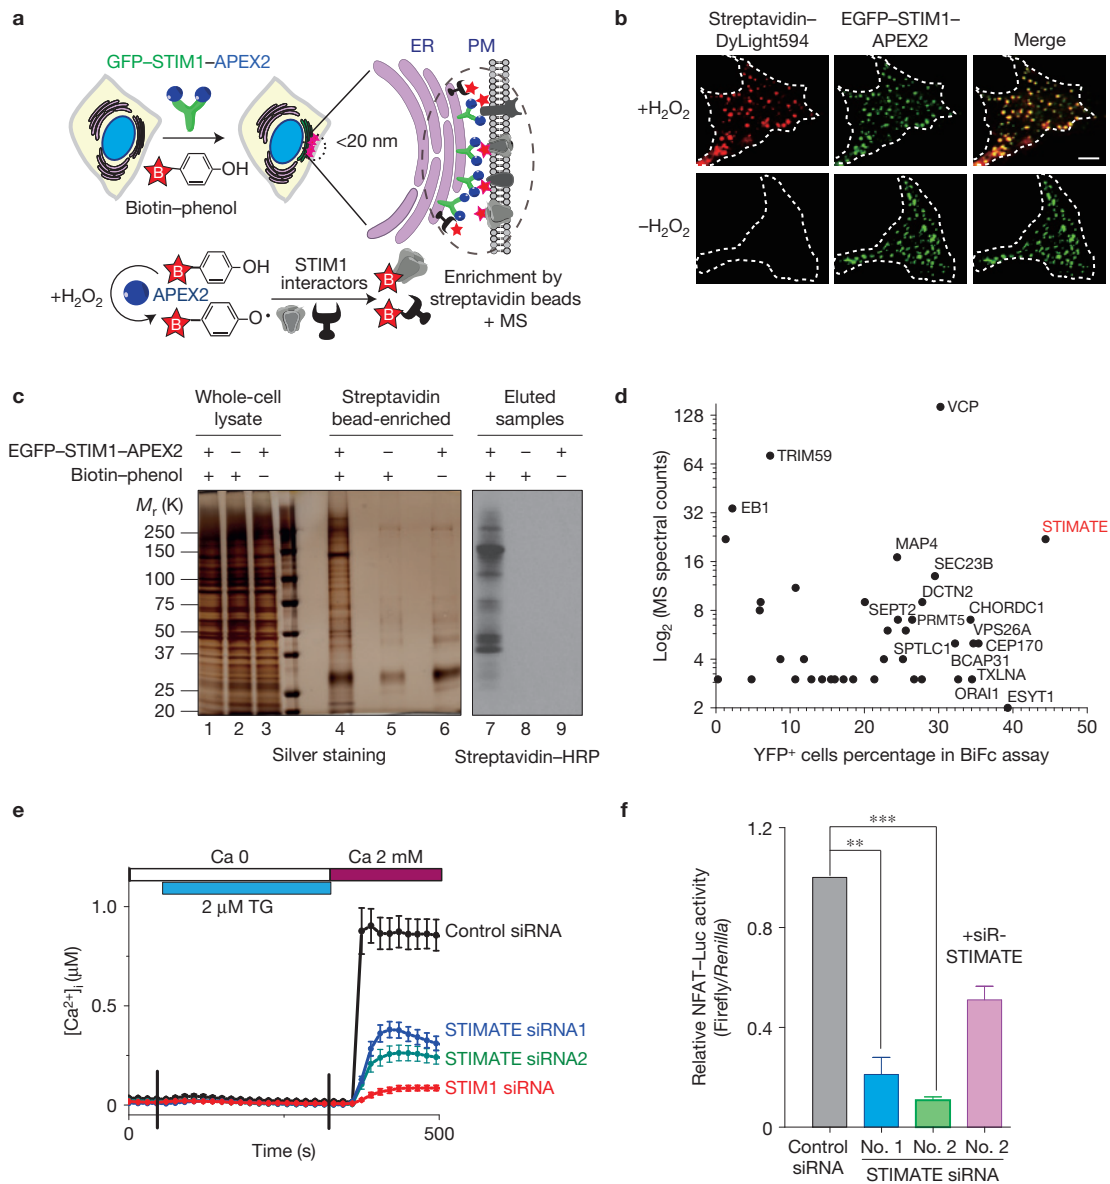 a
GFP–STIM1–APEX2
ER PM
<20 nm
B OH
Biotin–phenol
B OH
+H2O2 APEX2
B O•
STIM1
interactors
B
B
Enrichment by
streptavidin beads
+ MS
b
Streptavidin–
DyLight594
EGFP–STIM1–
APEX2
Merge
+H2O2
–H2O2
c
Whole-cell
lysate
Streptavidin
bead-enriched
Eluted
samples
EGFP–STIM1–APEX2 + – + + – + + – +
Biotin–phenol + + – + + – + + –
Mr (K)
250
150
100
75
50
37
25
20
1 2 3 4 5 6 7 8 9
Silver staining
Streptavidin–HRP
d
Log2 (MS spectral counts)
128
64
32
16
8
4
2
VCP
TRIM59
EB1
STIMATE
MAP4
SEC23B
DCTN2
SEPT2
PRMT5
CHORDC1
VPS26A
SPTLC1
CEP170
BCAP31
TXLNA
ORAI1
ESYT1
0 10 20 30 40 50
YFP+ cells percentage in BiFc assay
e
Ca 0 Ca 2 mM
2 μM TG
[Ca2+]i (μM)
1.0
0.5
0
Control siRNA
STIMATE siRNA1
STIMATE siRNA2
STIM1 siRNA
0 500
Time (s)
f
Relative NFAT–Luc activity
(Firefly/Renilla)
1.2
0.8
0.4
0
***
**
+siR-
STIMATE
Control
siRNA
No. 1 No. 2 No. 2
STIMATE siRNA